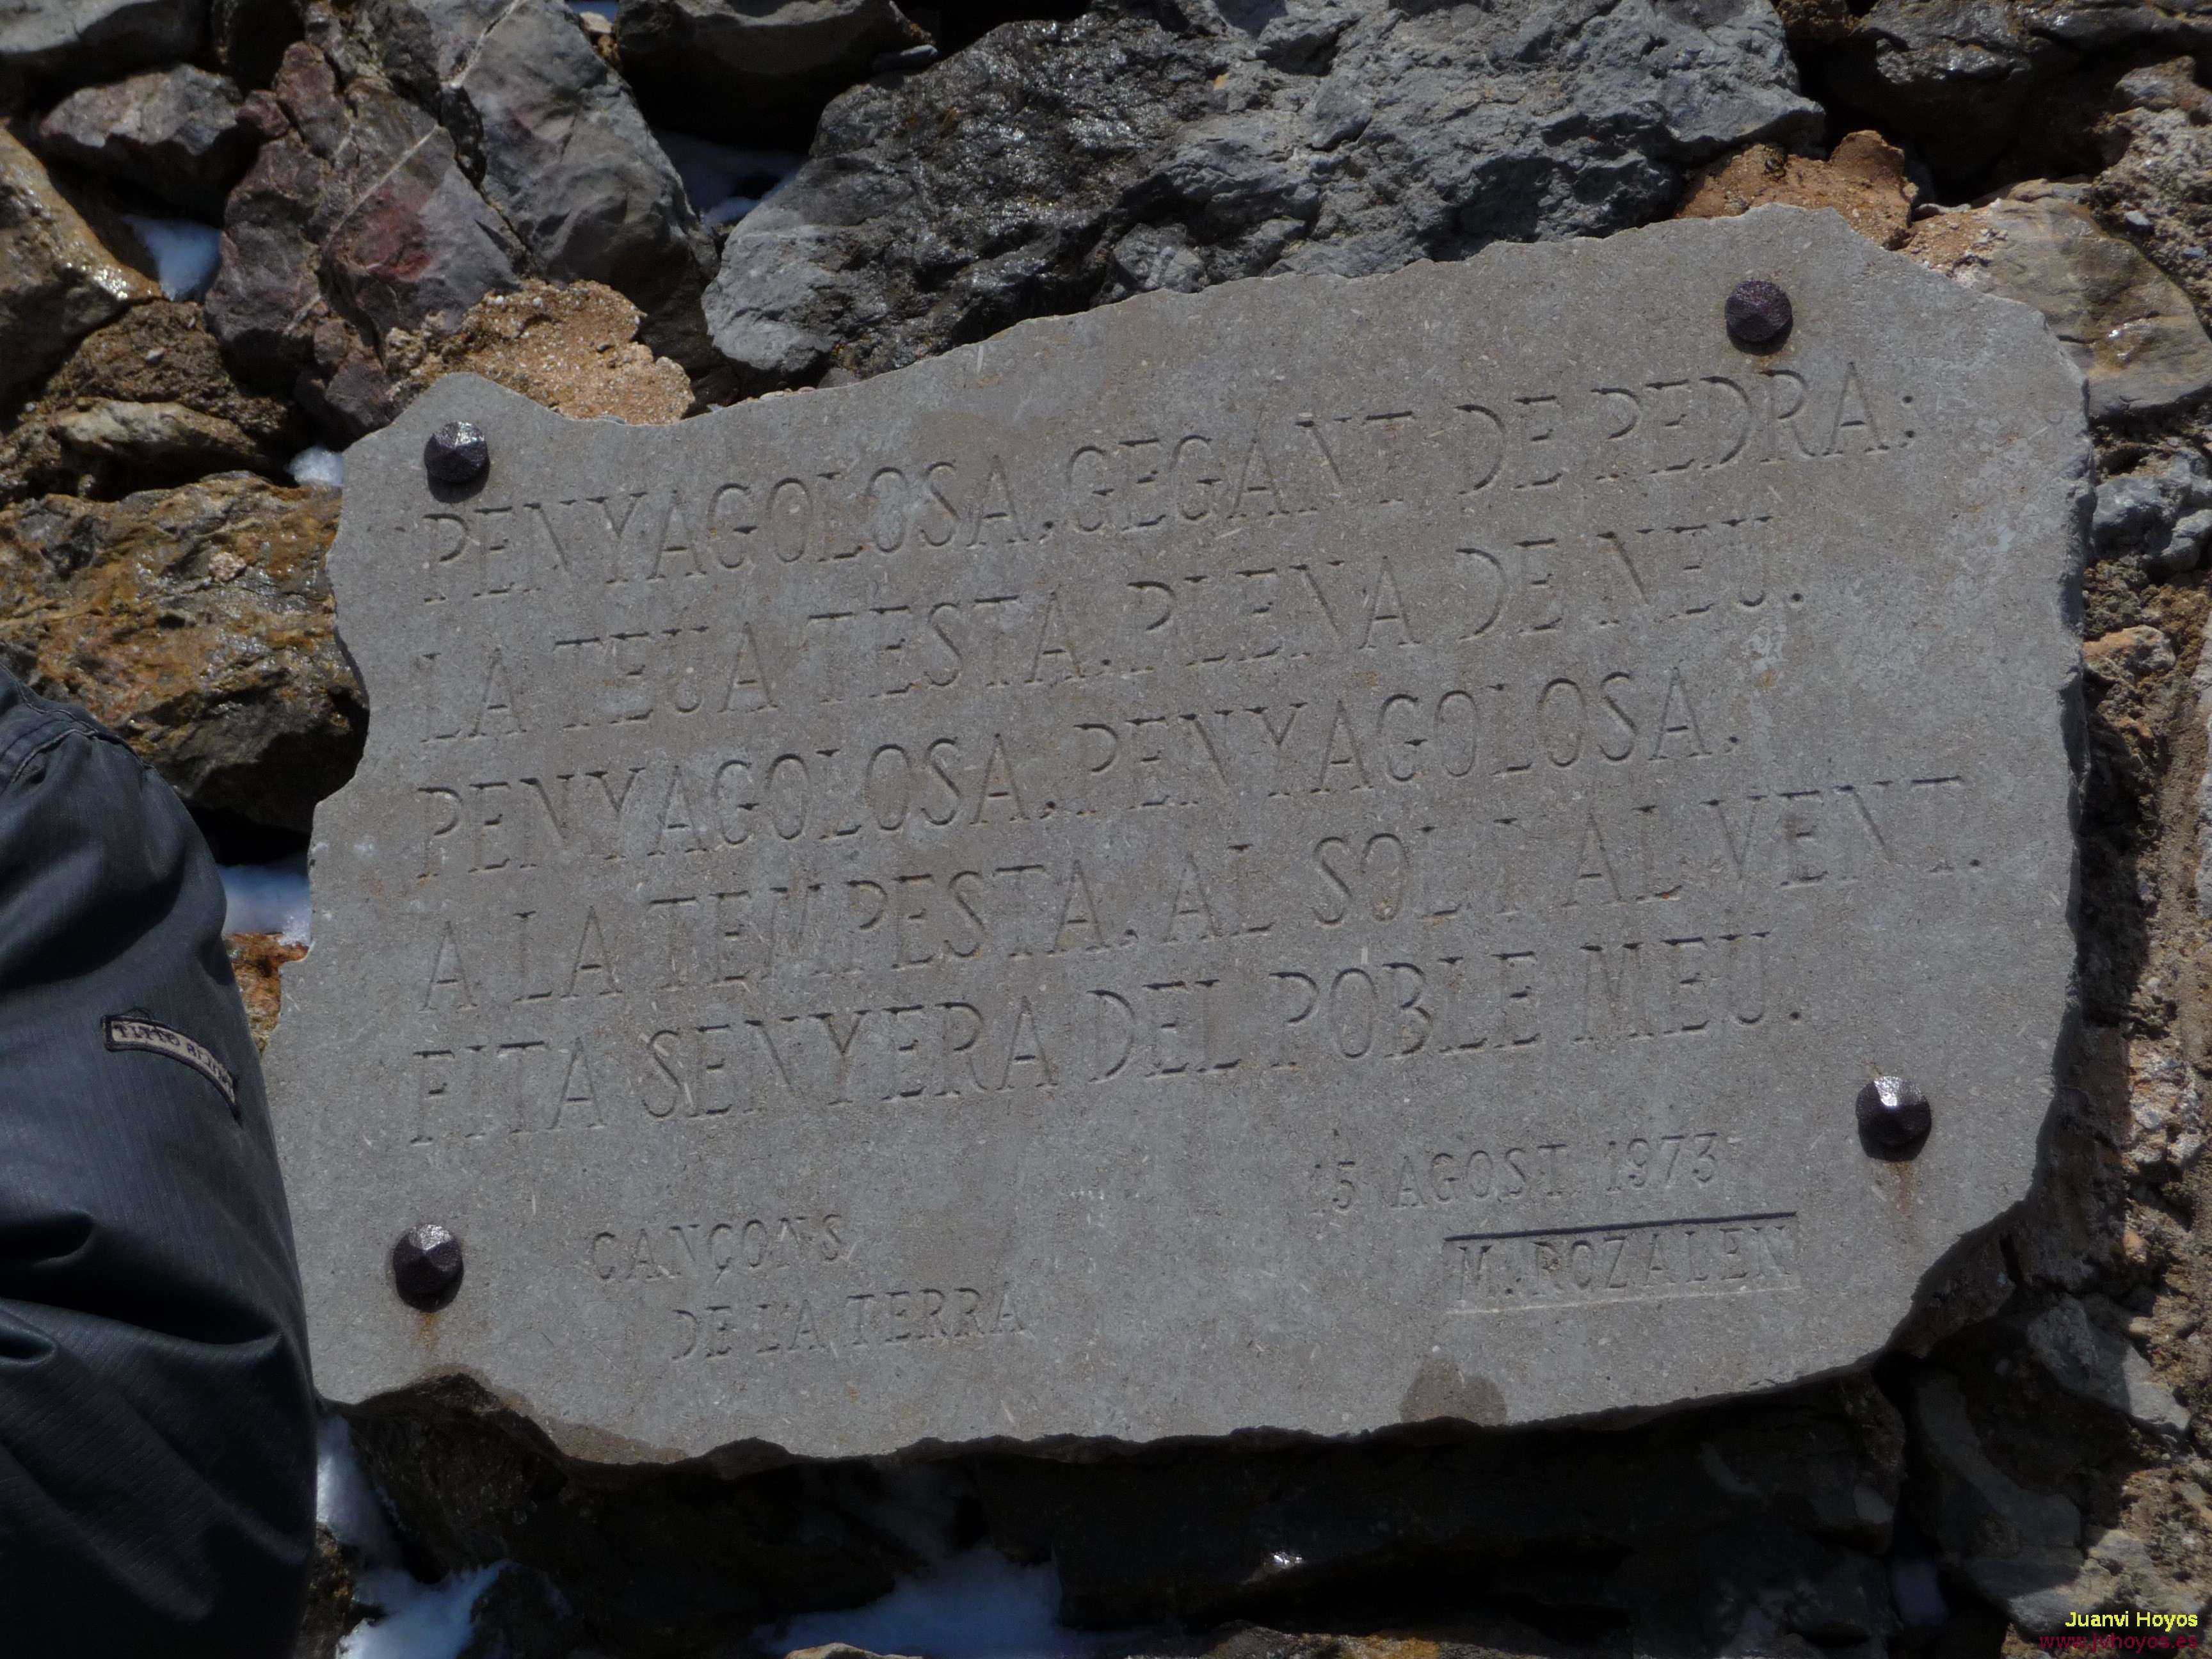 PENYAGOLOSA, GEGANT DE PEDRA:
LA TEUA TESTA, PLENA DE NEU.
PENYAGOLOSA, PENYAGOLOSA,
A LA TEMPESTA, AL SOL I AL VENT.
FITA SENYERA DEL POBLE MEU.
15 AGOST 1973
CANÇONS
DE LA TERRA
M. ROZALEN
Juanvi Hoyos
www.jvhoyos.es